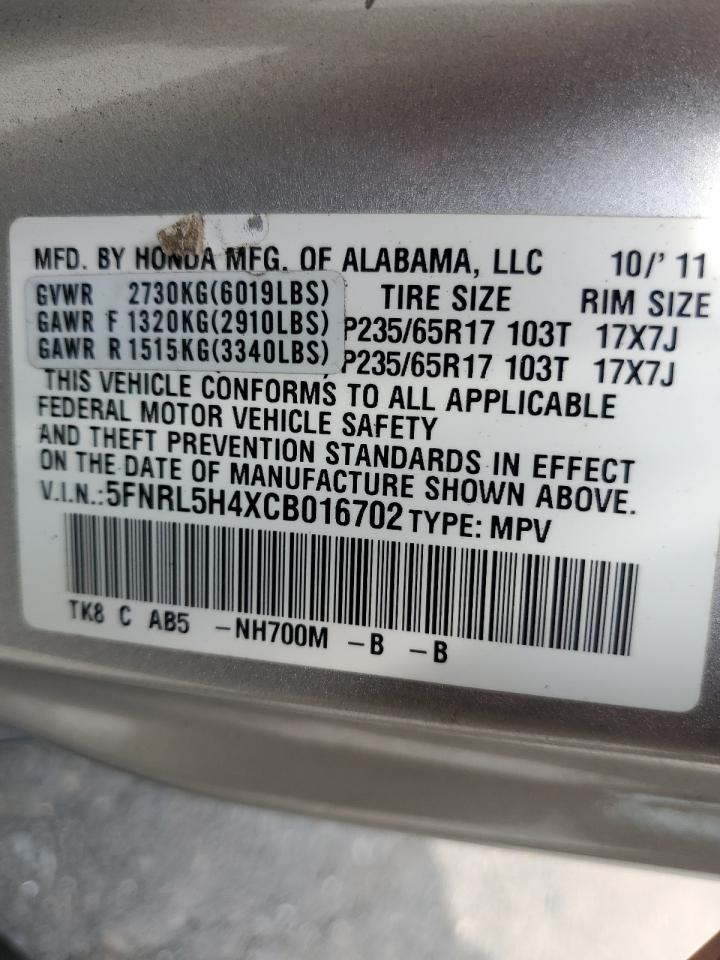 MFD. BY HONDA MFG. OF ALABAMA, LLC 10/'11
GVWR 2730KG(6019LBS) TIRE SIZE RIM SIZE
GAWR F 1320KG(2910LBS) P235/65R17 103T 17X7J
GAWR R 1515KG(3340LBS) P235/65R17 103T 17X7J
THIS VEHICLE CONFORMS TO ALL APPLICABLE
FEDERAL MOTOR VEHICLE SAFETY
AND THEFT PREVENTION STANDARDS IN EFFECT
ON THE DATE OF MANUFACTURE SHOWN ABOVE.
V.I.N.:5FNRL5H4XCB016702 TYPE: MPV
TK8 C AB5 -NH700M -B -B